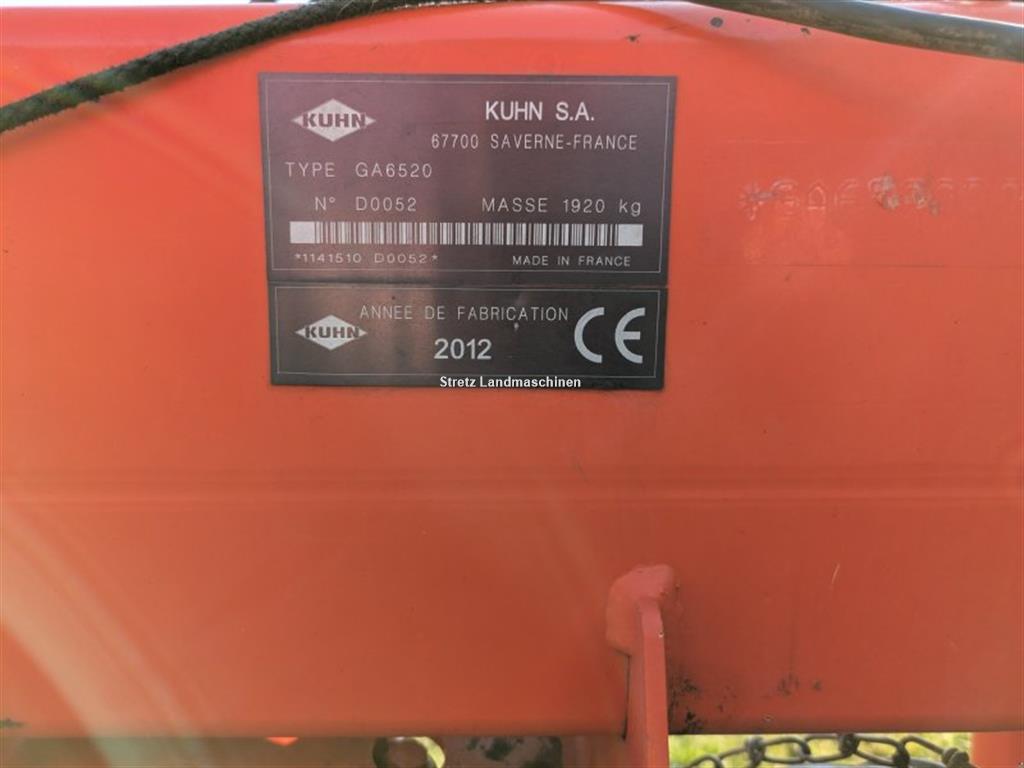 KUHN
KUHN S.A.
67700 SAVERNE-FRANCE
TYPE GA6520
N° D0052 MASSE 1920 kg
*1141510 D0052* MADE IN FRANCE
KUHN
ANNEE DE FABRICATION
2012
CE
Stretz Landmaschinen